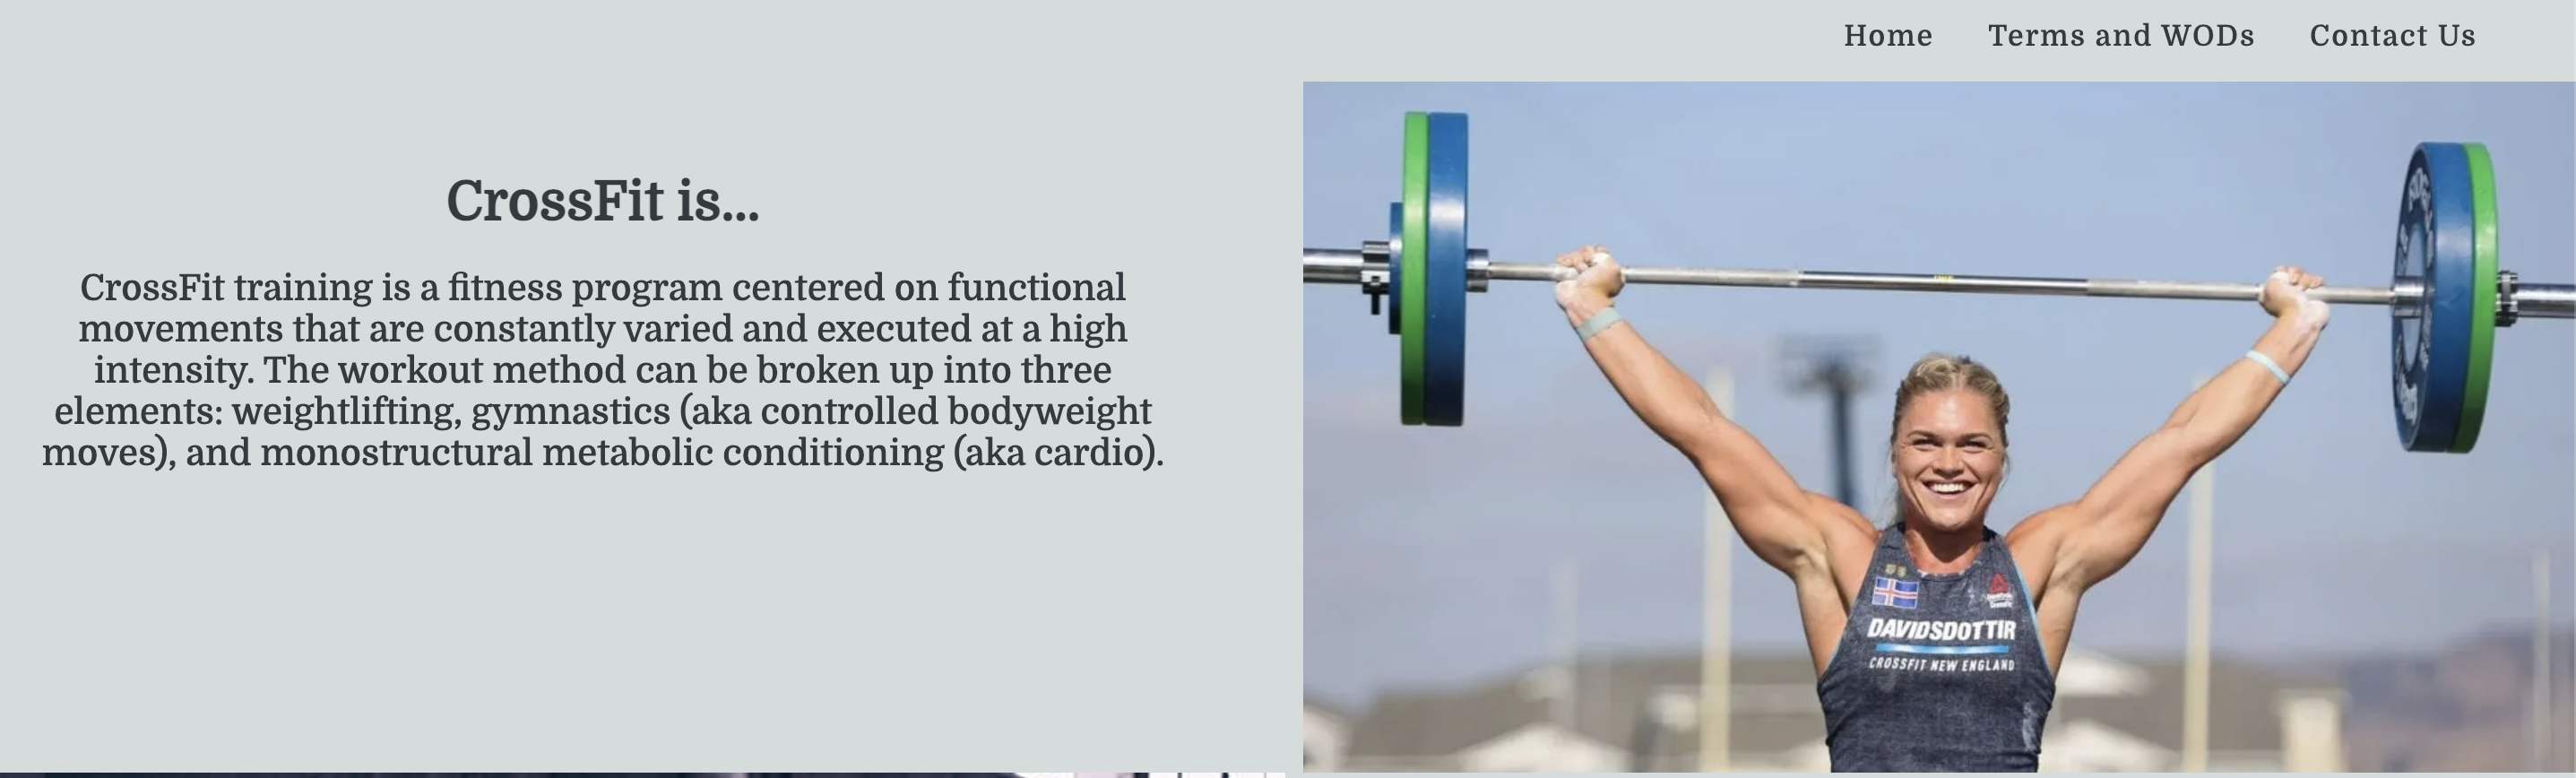 Home Terms and WODs Contact Us
CrossFit is...
CrossFit training is a fitness program centered on functional
movements that are constantly varied and executed at a high
intensity. The workout method can be broken up into three
elements: weightlifting, gymnastics (aka controlled bodyweight
moves), and monostructural metabolic conditioning (aka cardio).
DAVIDSDOTTIR
CROSSFIT NEW ENGLAND